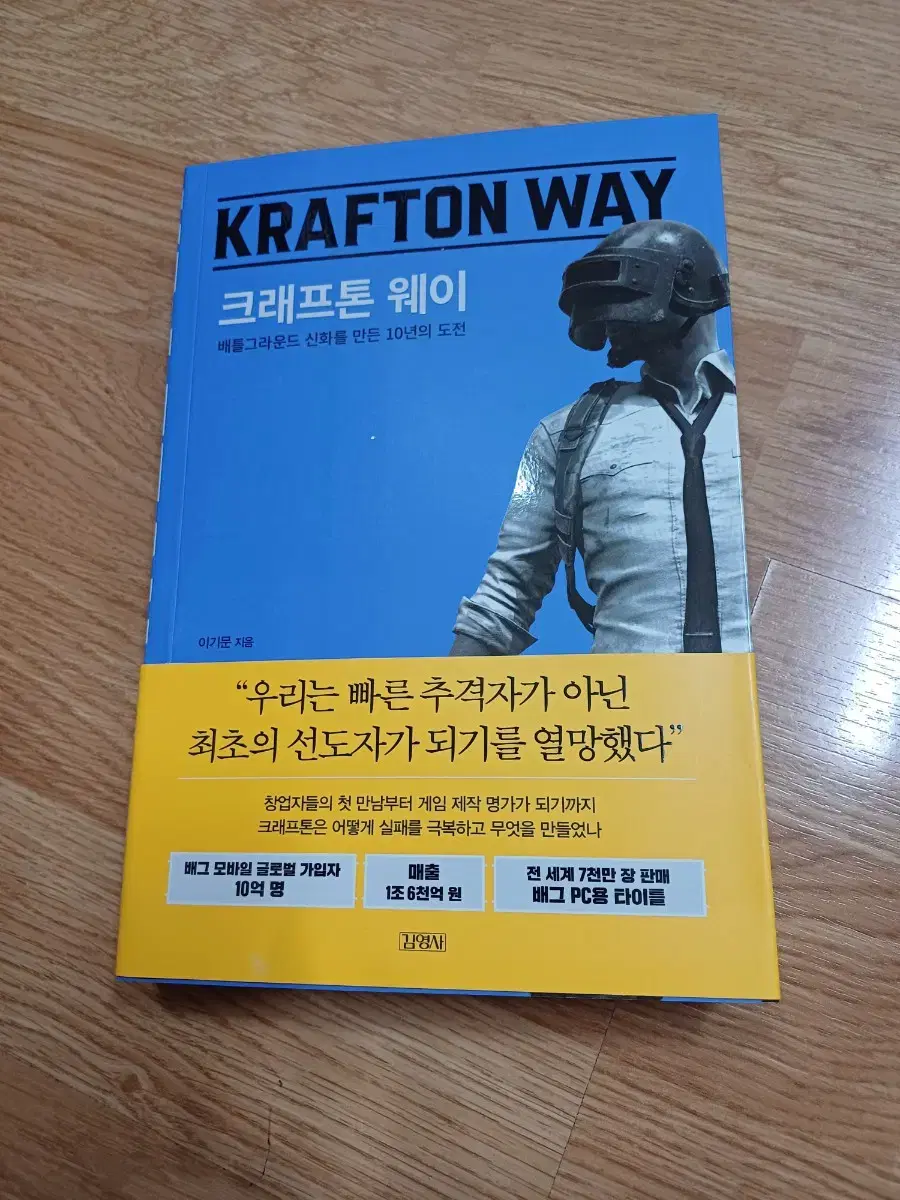 KRAFTON WAY
크래프톤 웨이
배틀그라운드 신화를 만든 10년의 도전
이기문 지음
“우리는 빠른 추격자가 아닌
최초의 선도자가 되기를 열망했다”
창업자들의 첫 만남부터 게임 제작 명가가 되기까지
크래프톤은 어떻게 실패를 극복하고 무엇을 만들었나
배그 모바일 글로벌 가입자
10억 명
매출
1조 6천억 원
전 세계 7천만 장 판매
배그 PC용 타이틀
김영사